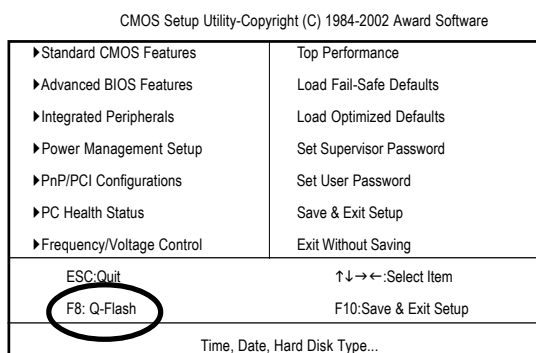 CMOS Setup Utility-Copyright (C) 1984-2002 Award Software
▶Standard CMOS Features
▶Advanced BIOS Features
▶Integrated Peripherals
▶Power Management Setup
▶PnP/PCI Configurations
▶PC Health Status
▶Frequency/Voltage Control
Top Performance
Load Fail-Safe Defaults
Load Optimized Defaults
Set Supervisor Password
Set User Password
Save & Exit Setup
Exit Without Saving
ESC:Quit
↑↓→←:Select Item
F8: Q-Flash
F10:Save & Exit Setup
Time, Date, Hard Disk Type...